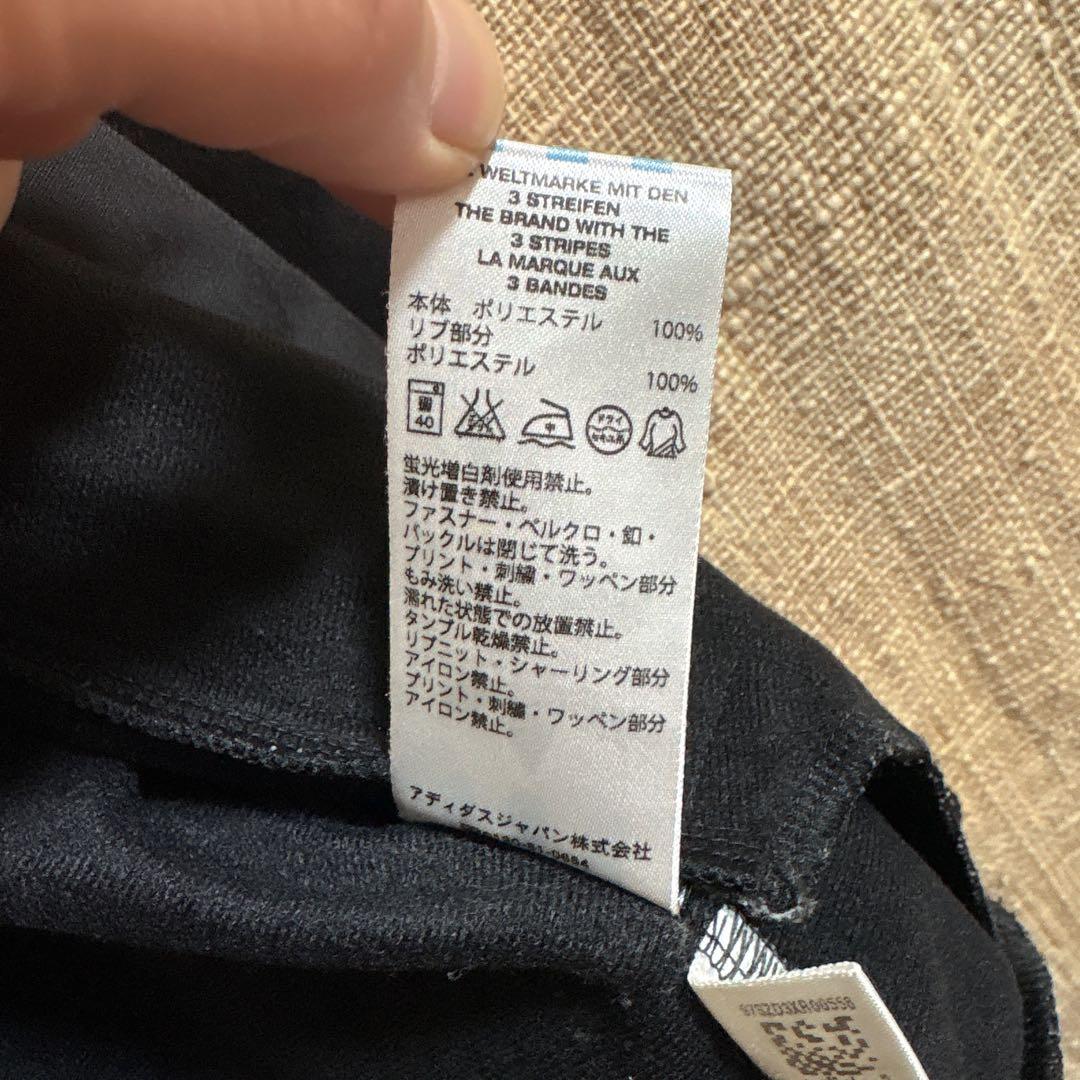 WELTMARKE MIT DEN
3 STREIFEN
THE BRAND WITH THE
3 STRIPES
LA MARQUE AUX
3 BANDES
本体 ポリエステル 100%
リブ部分
ポリエステル 100%
40 中 ドライ
蛍光増白剤使用禁止。
漬け置き禁止。
ファスナー・ベルクロ・釦・
バックルは閉じて洗う。
プリント・刺繍・ワッペン部分
もみ洗い禁止。
濡れた状態での放置禁止。
タンブル乾燥禁止。
リブニット・シャーリング部分
アイロン禁止。
プリント・刺繍・ワッペン部分
アイロン禁止。
アディダスジャパン株式会社